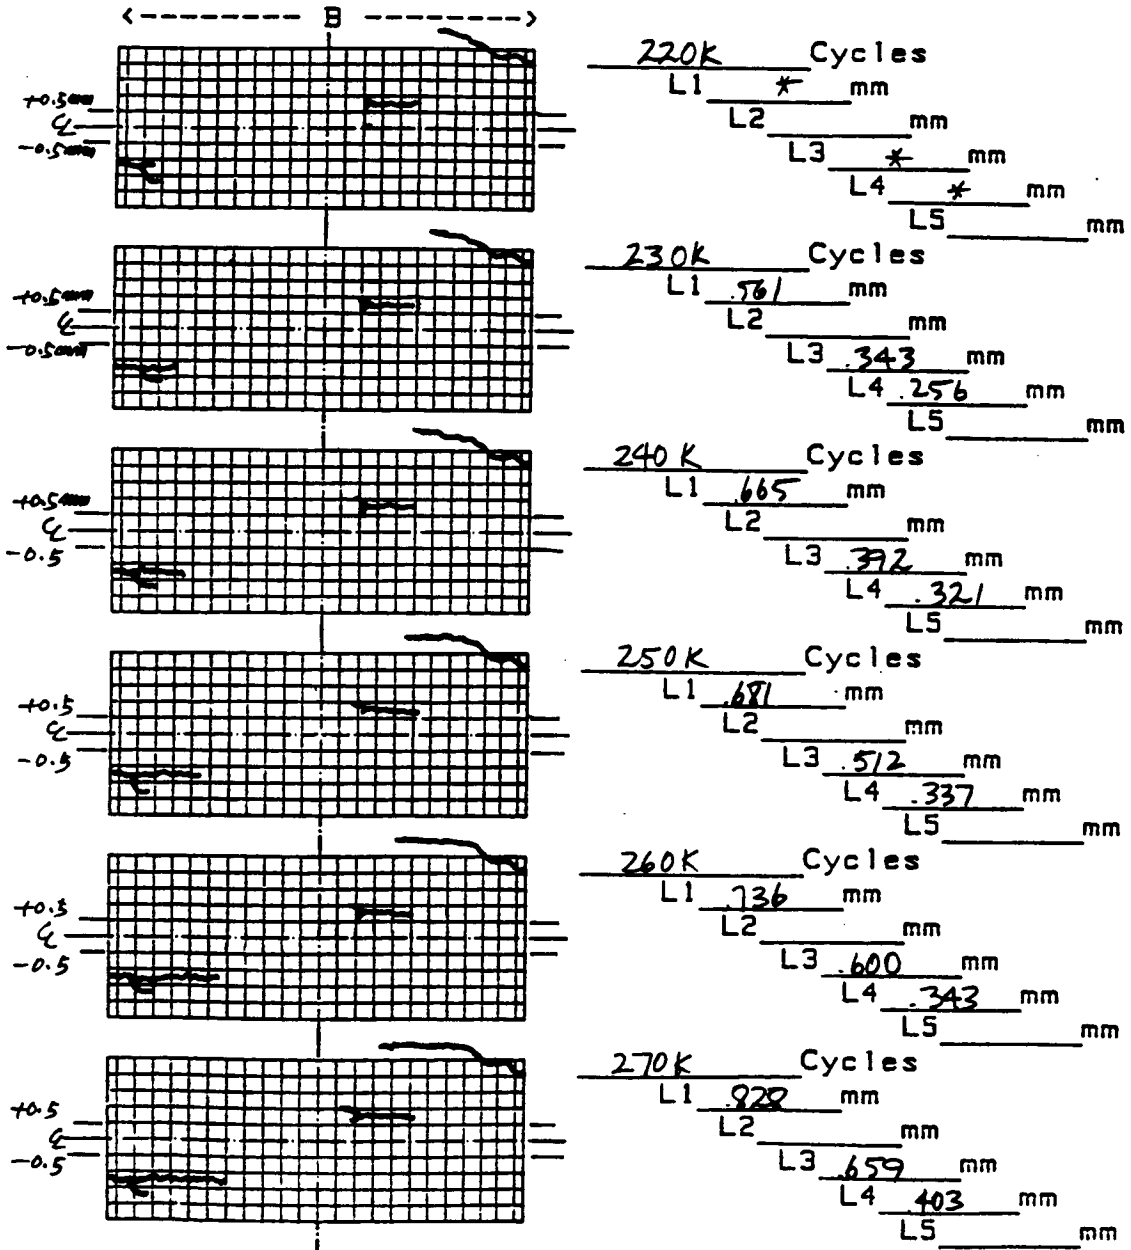 B
220K Cycles
L1 * mm
+0.5mm
L2 mm
℄
L3 * mm
-0.5mm
L4 * mm
L5 mm
230K Cycles
L1 .561 mm
+0.5mm
L2 mm
℄
L3 .343 mm
-0.5mm
L4 .256 mm
L5 mm
240K Cycles
L1 .665 mm
+0.5mm
L2 mm
℄
L3 .392 mm
-0.5
L4 .321 mm
L5 mm
250K Cycles
L1 .681 mm
+0.5
L2 mm
℄
L3 .512 mm
-0.5
L4 .337 mm
L5 mm
260K Cycles
L1 .736 mm
+0.5
L2 mm
℄
L3 .600 mm
-0.5
L4 .343 mm
L5 mm
270K Cycles
L1 .828 mm
+0.5
L2 mm
℄
L3 .659 mm
-0.5
L4 .403 mm
L5 mm